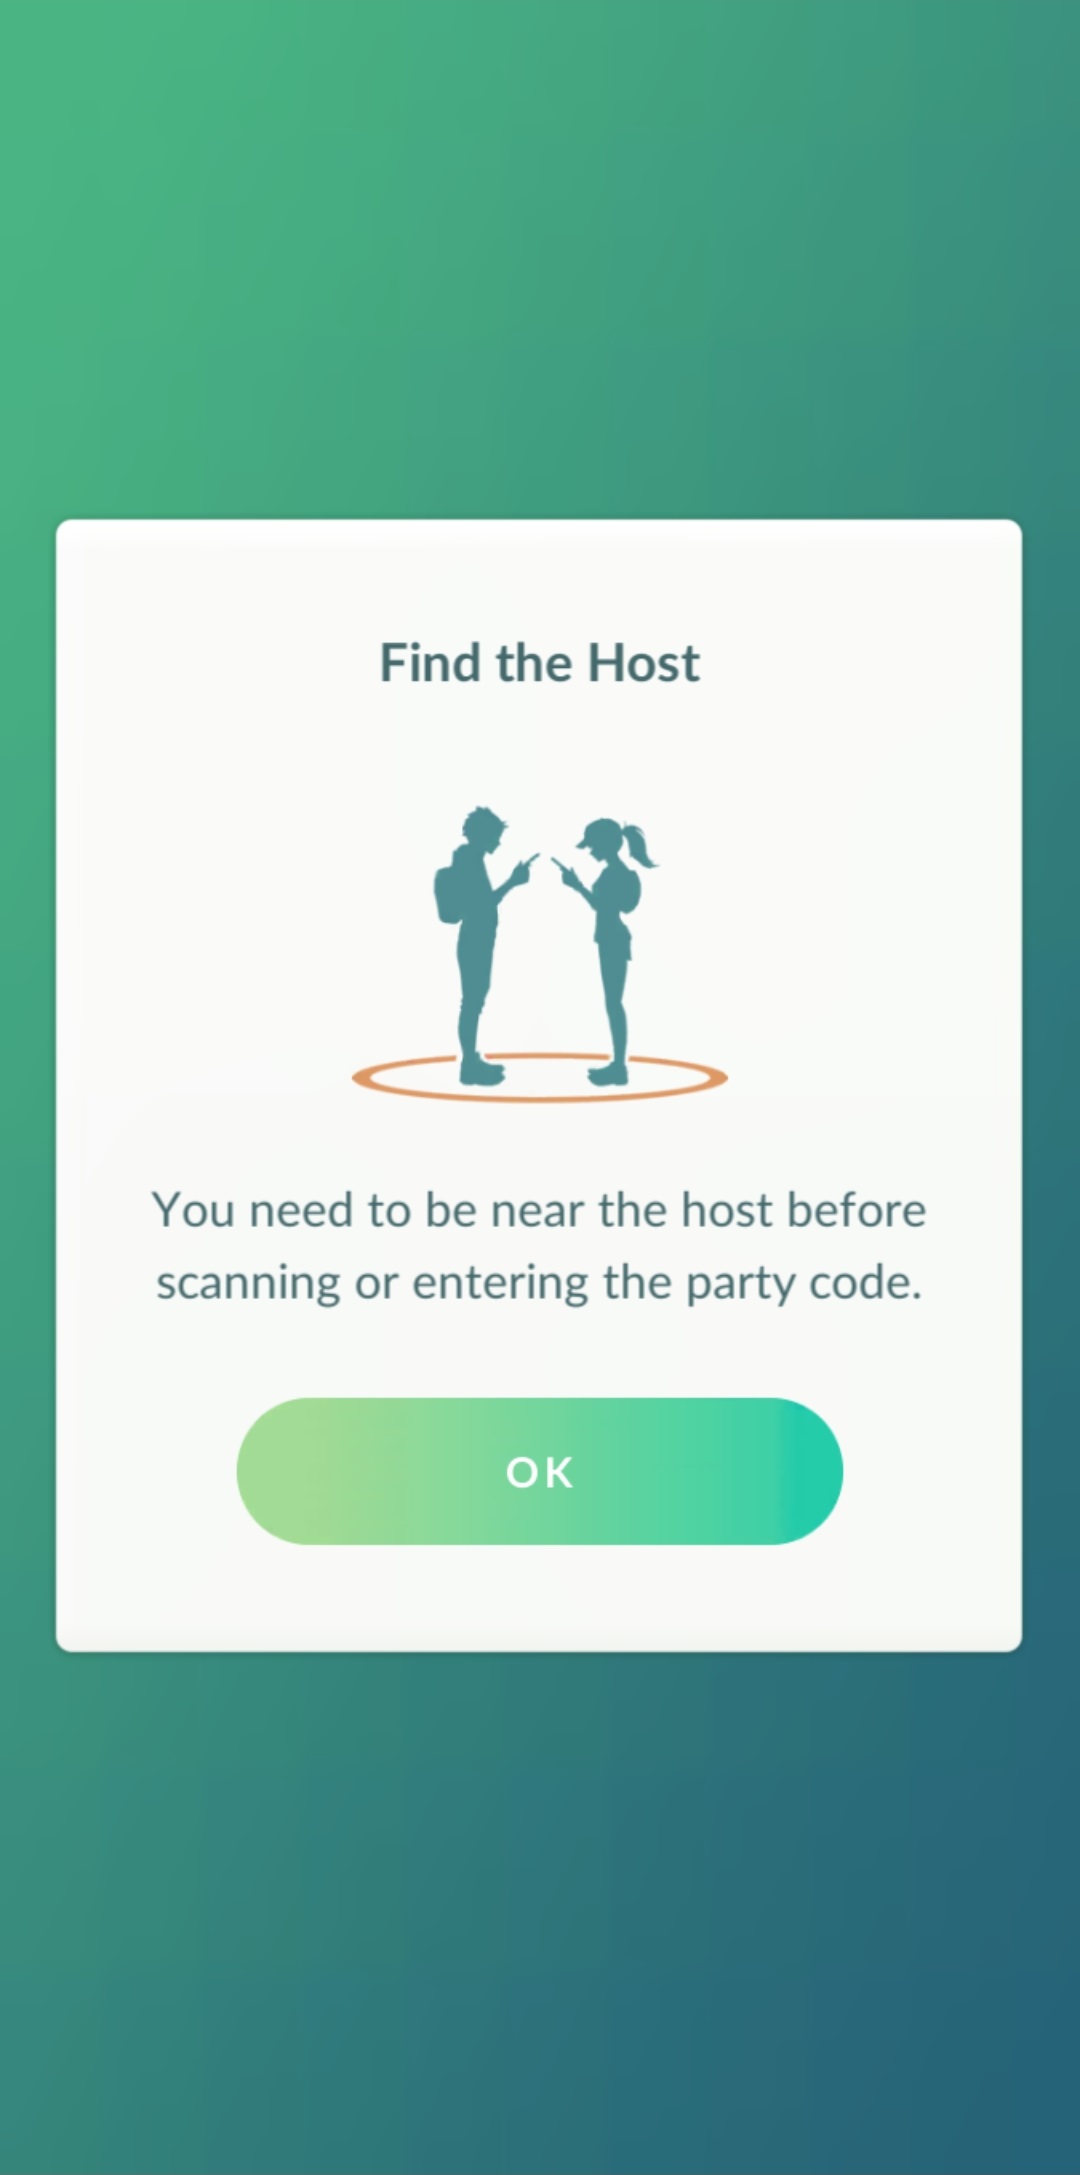 Find the Host
You need to be near the host before
scanning or entering the party code.
OK